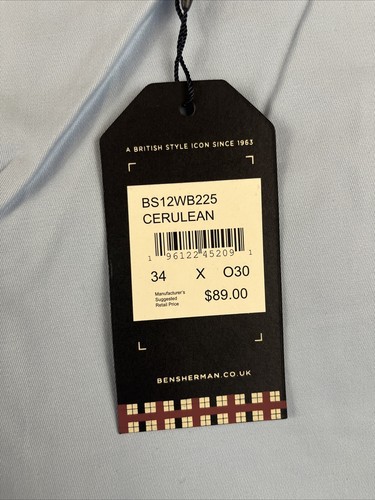 A BRITISH STYLE ICON SINCE 1963
BS12WB225
CERULEAN
1 96122 45209 1
34 X O30
Manufacturer's
Suggested
Retail Price
$89.00
BENSHERMAN.CO.UK